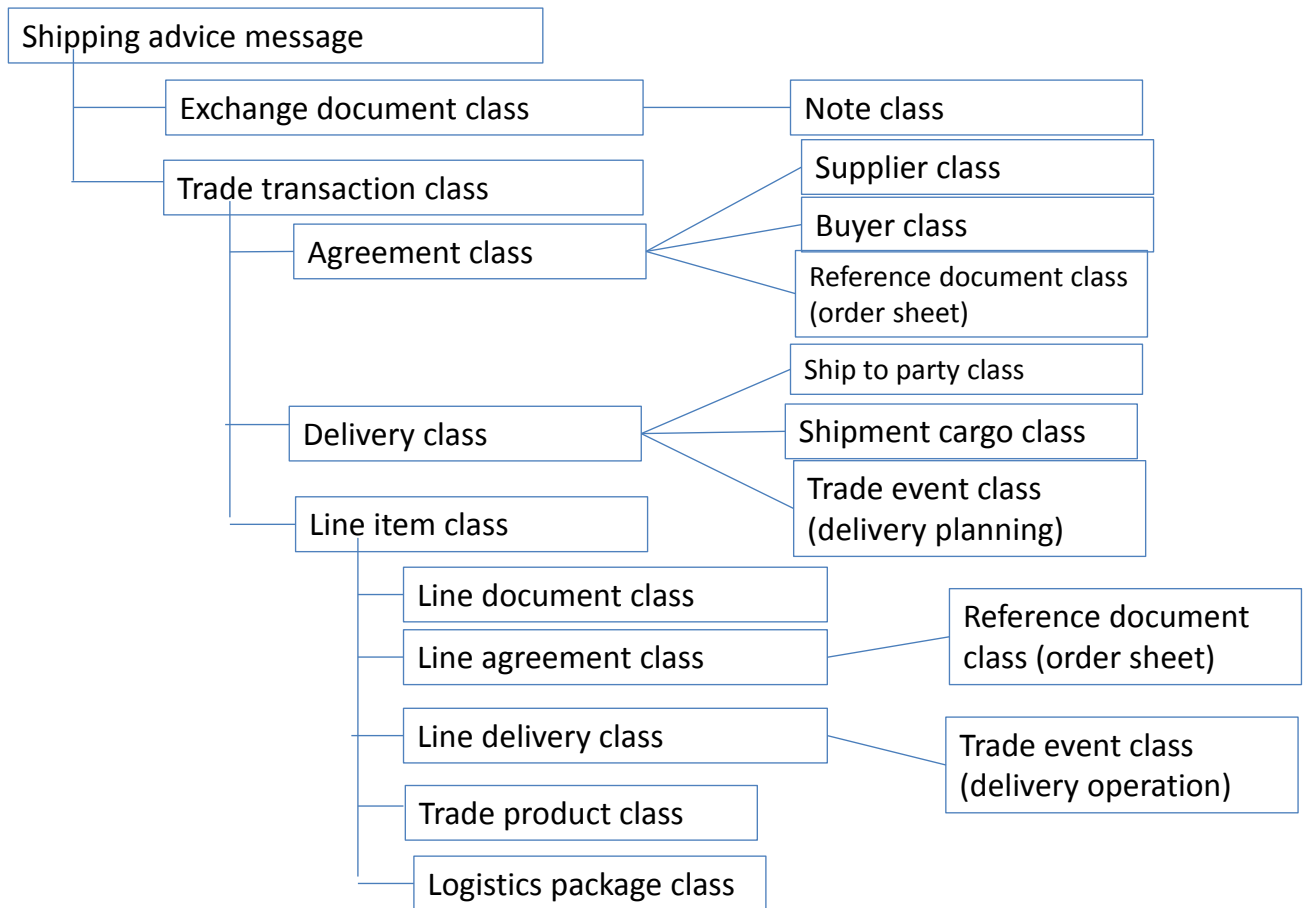 Shipping advice message
Exchange document class
Note class
Trade transaction class
Supplier class
Buyer class
Agreement class
Reference document class
(order sheet)
Ship to party class
Delivery class
Shipment cargo class
Trade event class
(delivery planning)
Line item class
Line document class
Reference document
class (order sheet)
Line agreement class
Line delivery class
Trade event class
(delivery operation)
Trade product class
Logistics package class